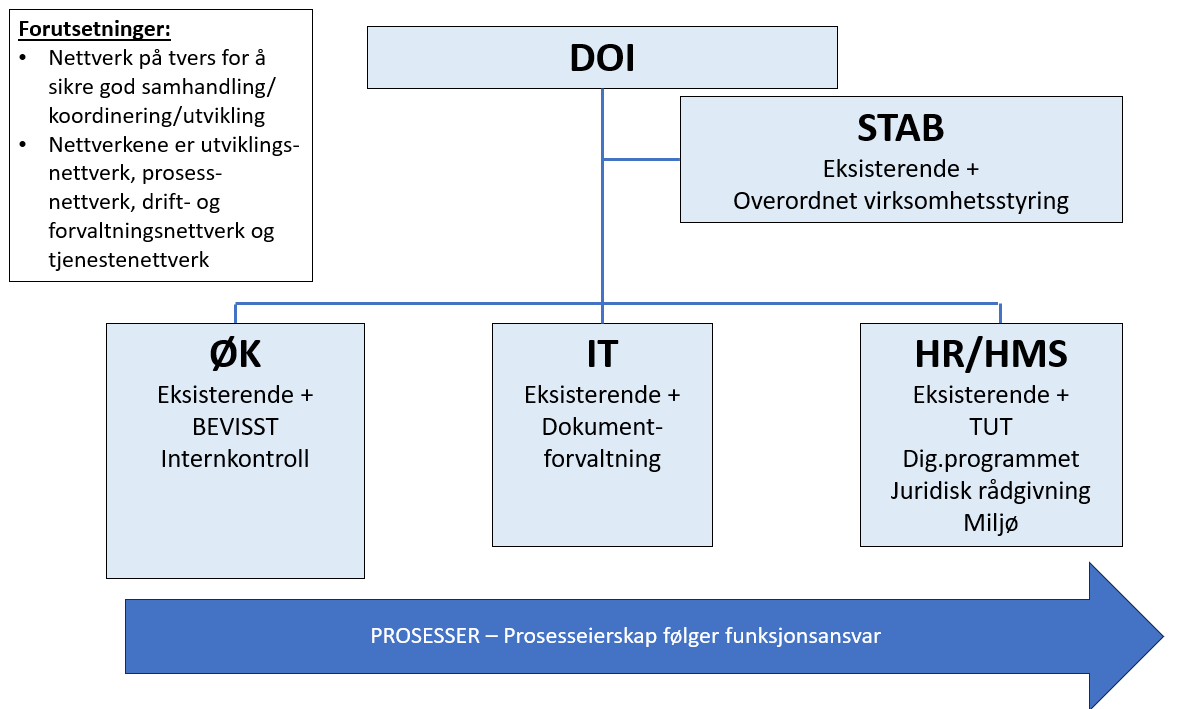 Forutsetninger:
• Nettverk på tvers for å
sikre god samhandling/
koordinering/utvikling
• Nettverkene er utviklings-
nettverk, prosess-
nettverk, drift- og
forvaltningsnettverk og
tjenestenettverk
DOI
STAB
Eksisterende +
Overordnet virksomhetsstyring
ØK
Eksisterende +
BEVISST
Internkontroll
IT
Eksisterende +
Dokument-
forvaltning
HR/HMS
Eksisterende +
TUT
Dig.programmet
Juridisk rådgivning
Miljø
PROSESSER – Prosesseierskap følger funksjonsansvar